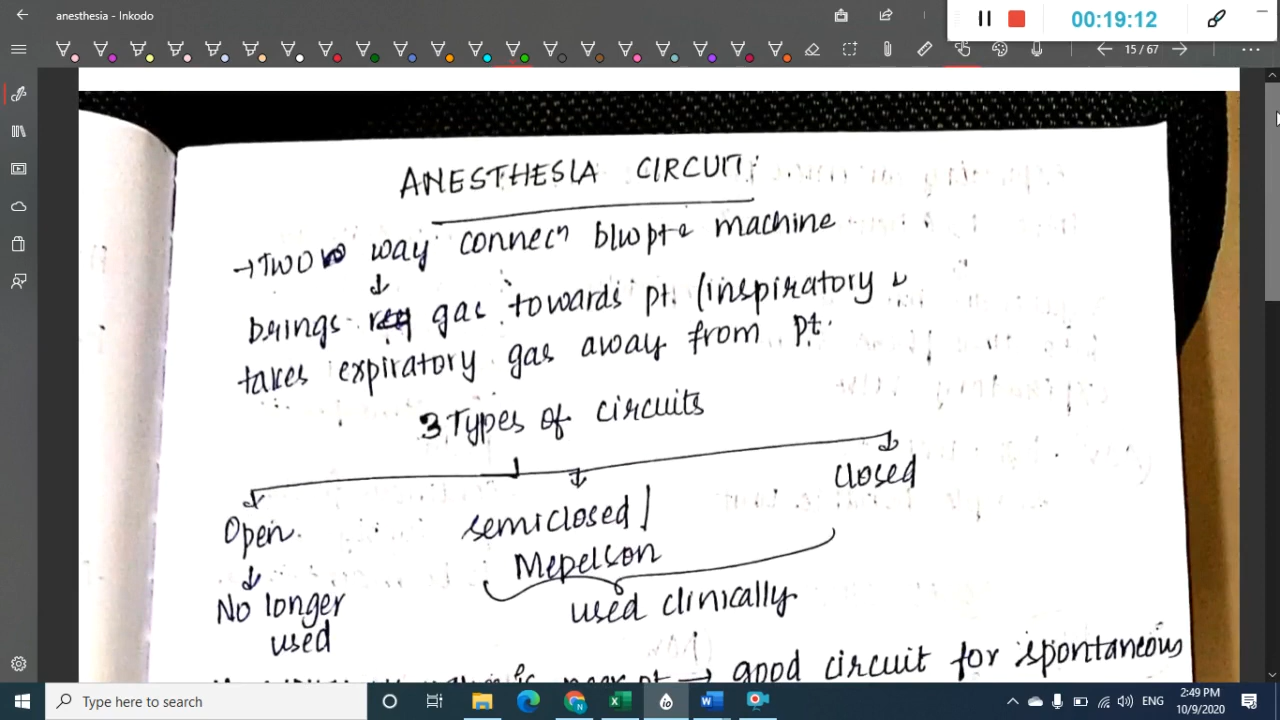 anesthesia - Inkodo
00:19:12
15 / 67
ANESTHESIA CIRCUIT:
→ Two way connecn b/w pt & machine
brings gas towards pt. (inspiratory &
takes expiratory gas away from pt.
3 Types of circuits
Open. semiclosed / closed
Mepelson
No longer used clinically
used
near pt → good circuit for spontaneous
Type here to search
ENG
2:49 PM
10/9/2020